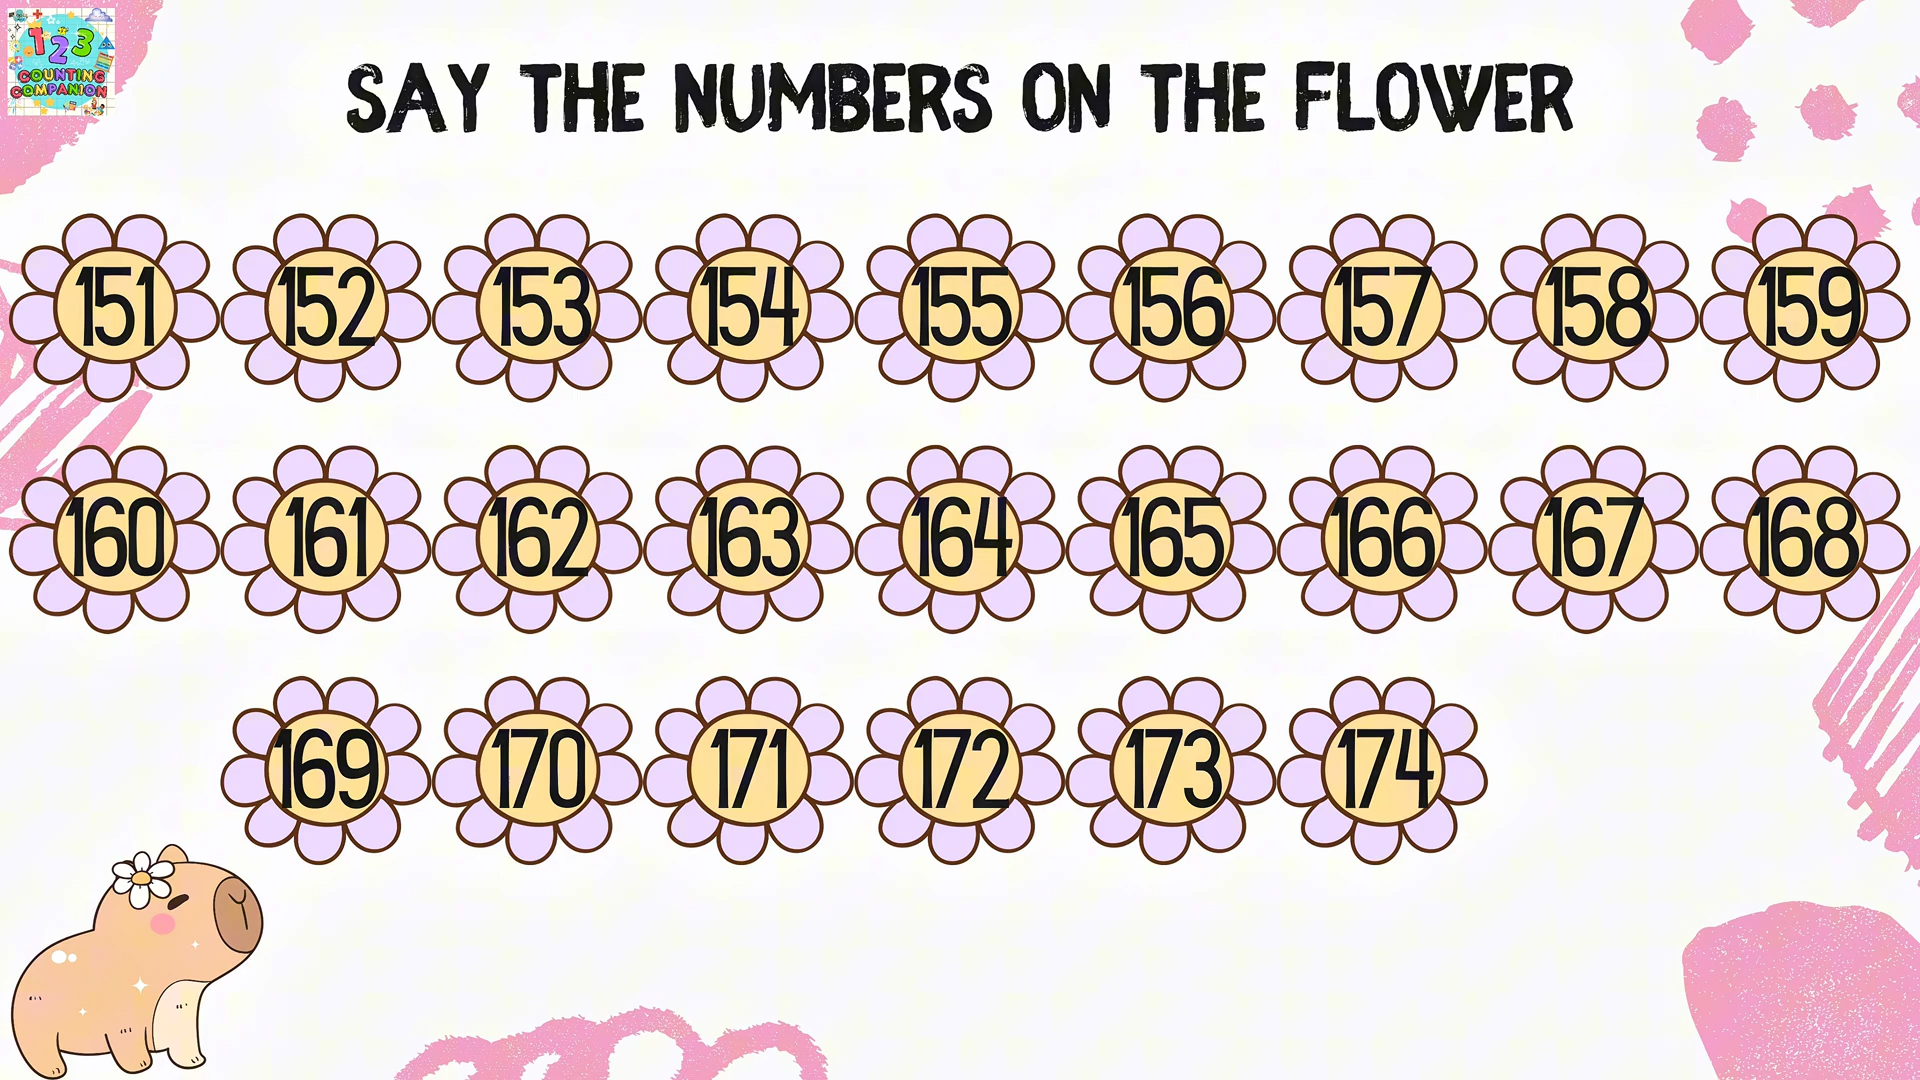 123
COUNTING
COMPANION
SAY THE NUMBERS ON THE FLOWER
151 152 153 154 155 156 157 158 159
160 161 162 163 164 165 166 167 168
169 170 171 172 173 174